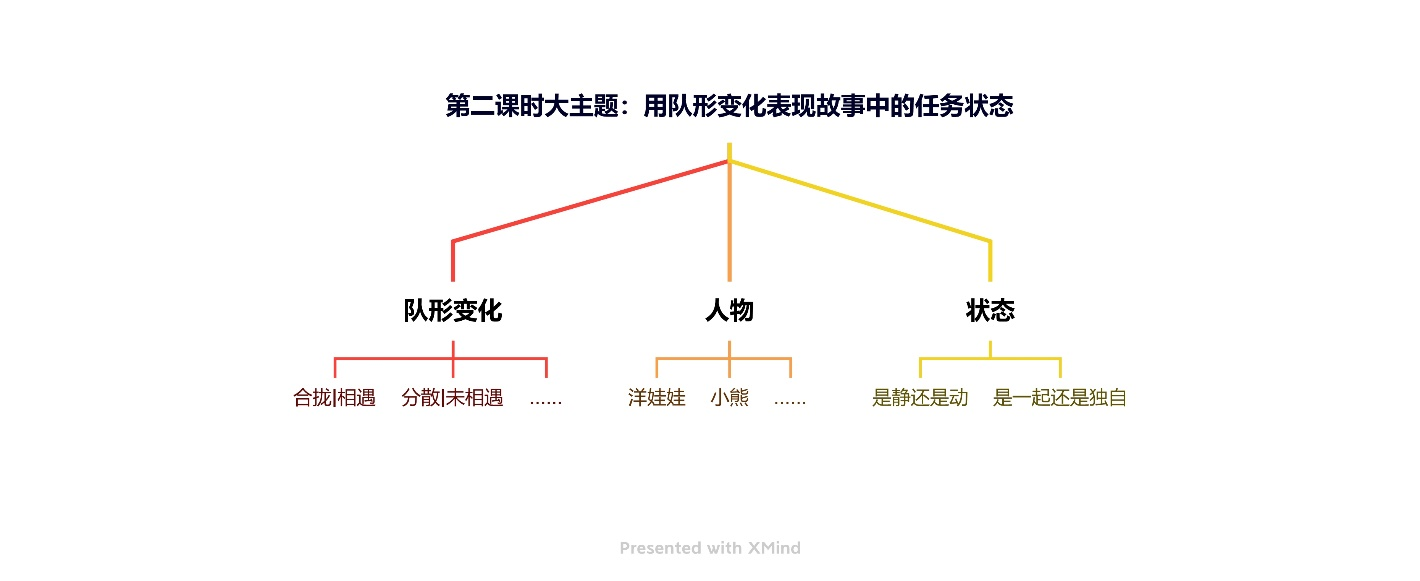 第二课时大主题：用队形变化表现故事中的任务状态
队形变化 人物 状态
合拢|相遇 分散|未相遇 …… 洋娃娃 小熊 …… 是静还是动 是一起还是独自
Presented with XMind